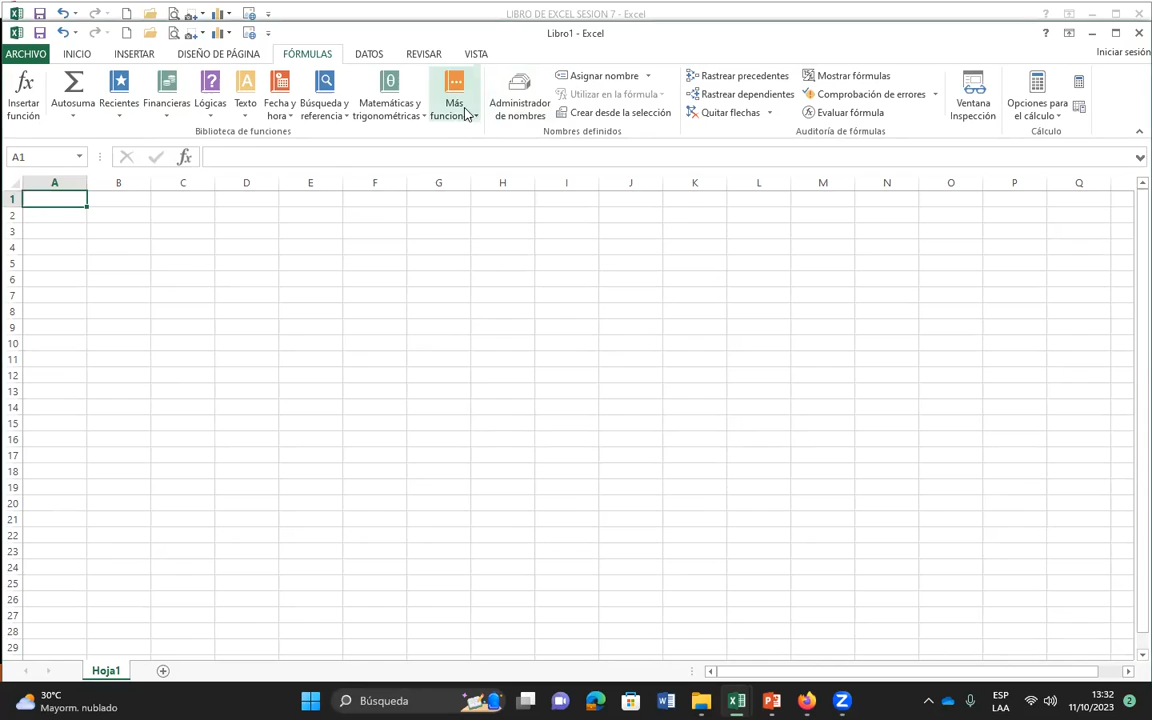 LIBRO DE EXCEL SESION 7 - Excel
Libro1 - Excel
ARCHIVO INICIO INSERTAR DISEÑO DE PÁGINA FÓRMULAS DATOS REVISAR VISTA Iniciar sesión
Insertar función
Autosuma
Recientes
Financieras
Lógicas
Texto
Fecha y hora
Búsqueda y referencia
Matemáticas y trigonométricas
Más
Biblioteca de funciones
Administrador de nombres
Asignar nombre
Utilizar en la fórmula
Crear desde la selección
Nombres definidos
Rastrear precedentes
Rastrear dependientes
Quitar flechas
Mostrar fórmulas
Comprobación de errores
Evaluar fórmula
Auditoría de fórmulas
Ventana Inspección
Opciones para el cálculo
Cálculo
A1 fx
A B C D E F G H I J K L M N O P Q
1
2
3
4
5
6
7
8
9
10
11
12
13
14
15
16
17
18
19
20
21
22
23
24
25
26
27
28
29
Hoja1
30°C
Mayorm. nublado
Búsqueda
ESP
LAA
13:32
11/10/2023
2